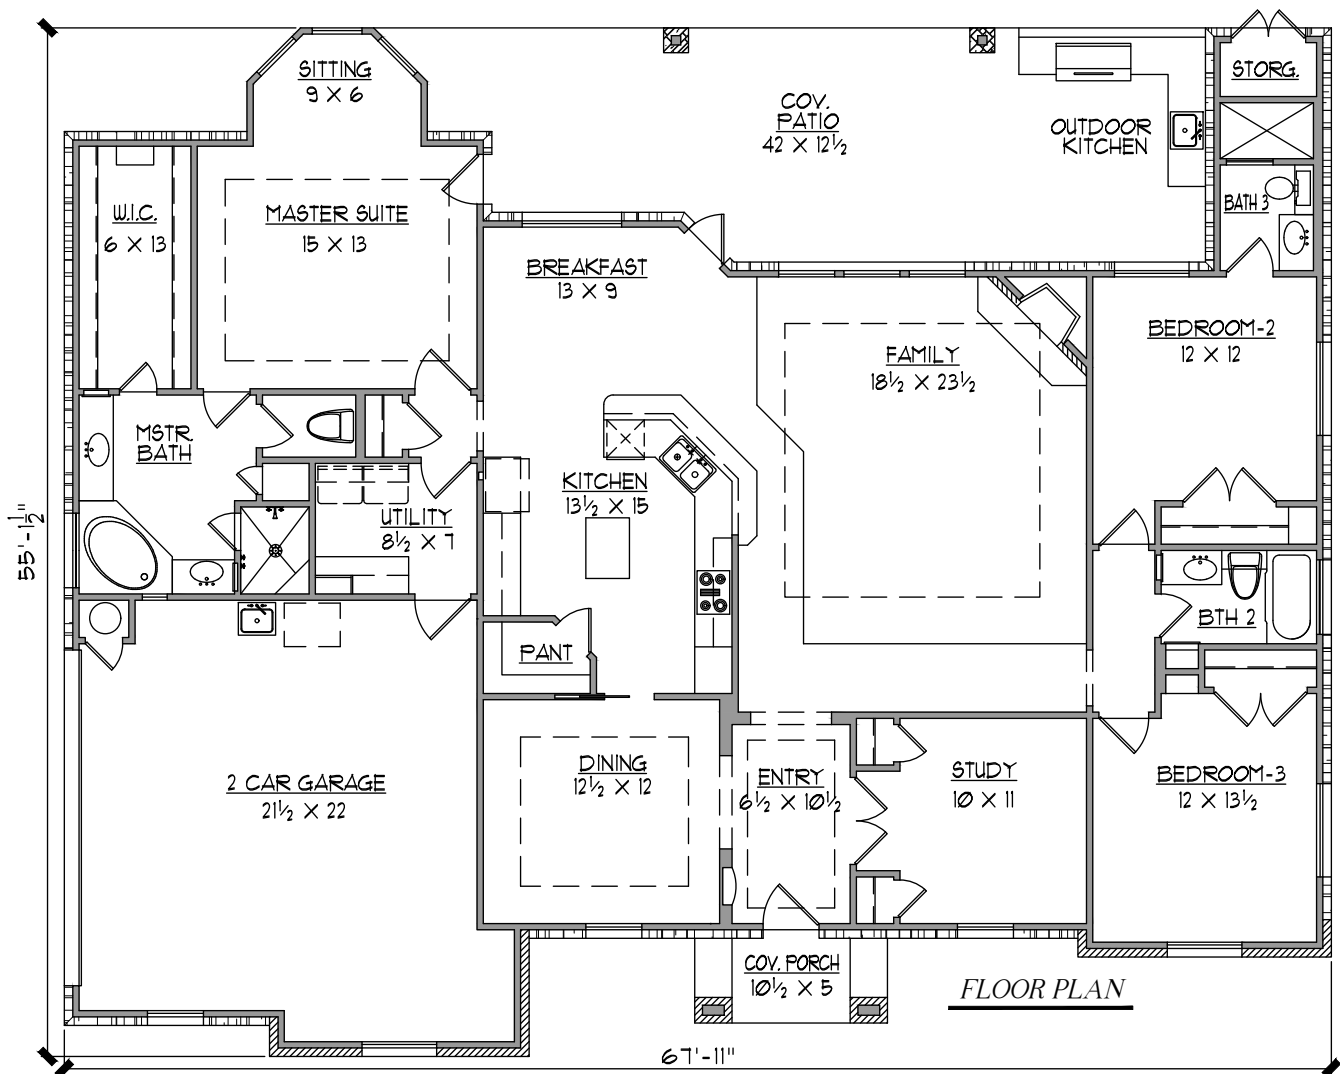 SITTING
9 X 6
COV.
PATIO
42 X 12½
OUTDOOR
KITCHEN
STORG.
W.I.C.
6 X 13
MASTER SUITE
15 X 13
BATH 3
BREAKFAST
13 X 9
FAMILY
18½ X 23½
BEDROOM-2
12 X 12
MSTR.
BATH
KITCHEN
13½ X 15
UTILITY
8½ X 7
55'-1½"
BTH 2
PANT
DINING
12½ X 12
ENTRY
6½ X 10½
STUDY
10 X 11
BEDROOM-3
12 X 13½
2 CAR GARAGE
21½ X 22
COV. PORCH
10½ X 5
FLOOR PLAN
67'-11"